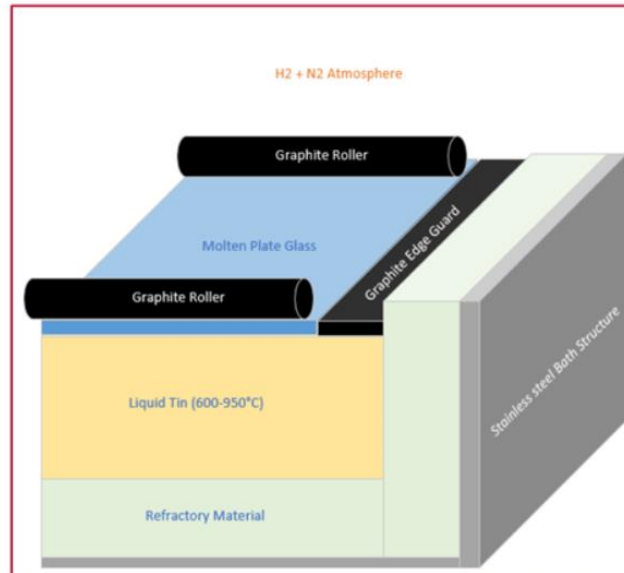 H2 + N2 Atmosphere
Graphite Roller
Molten Plate Glass
Graphite Edge Guard
Graphite Roller
Liquid Tin (600-950°C)
Stainless steel Bath Structure
Refractory Material